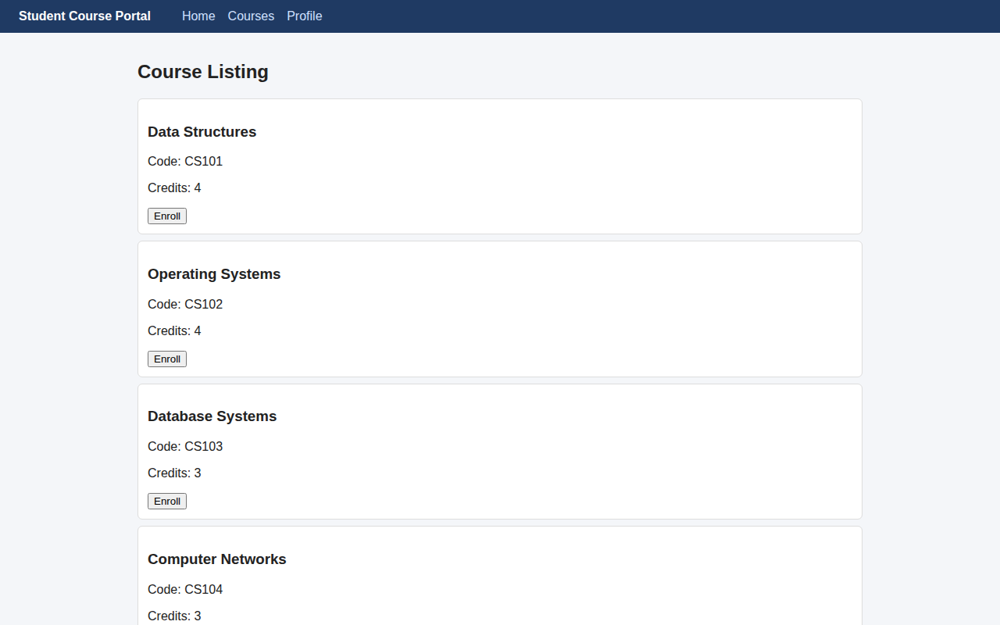 Student Course Portal Home Courses Profile
Course Listing
Data Structures
Code: CS101
Credits: 4
Enroll
Operating Systems
Code: CS102
Credits: 4
Enroll
Database Systems
Code: CS103
Credits: 3
Enroll
Computer Networks
Code: CS104
Credits: 3